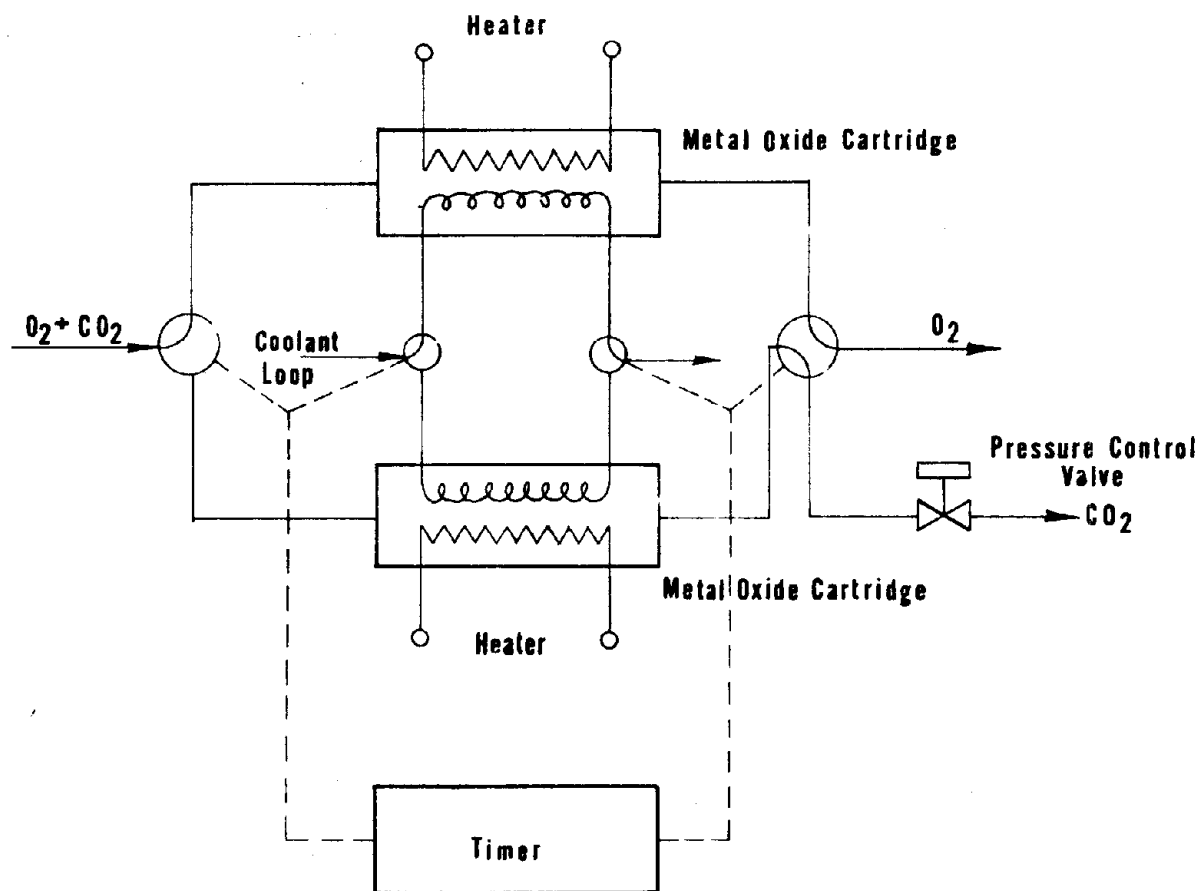 Heater
Metal Oxide Cartridge
O₂ + CO₂
Coolant
Loop
O₂
Pressure Control
Valve
CO₂
Metal Oxide Cartridge
Heater
Timer